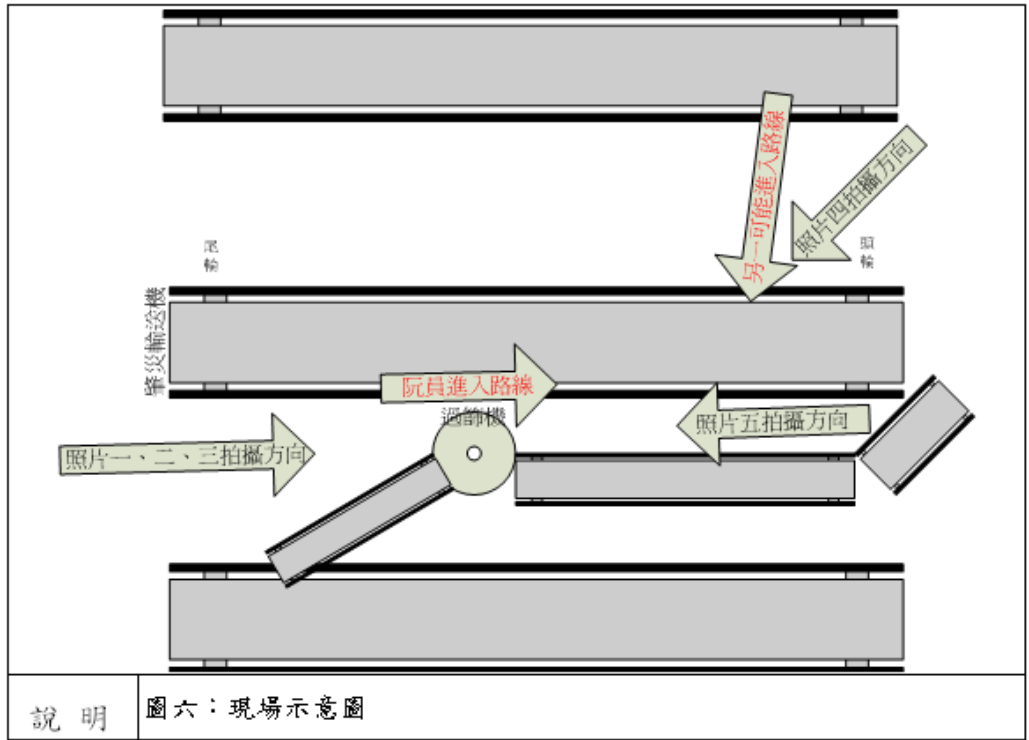 另一可能進入路線
照片四拍攝方向
尾輪
頭輪
肇災輸送機
阮員進入路線
過篩機
照片五拍攝方向
照片一、二、三拍攝方向
說 明
圖六：現場示意圖